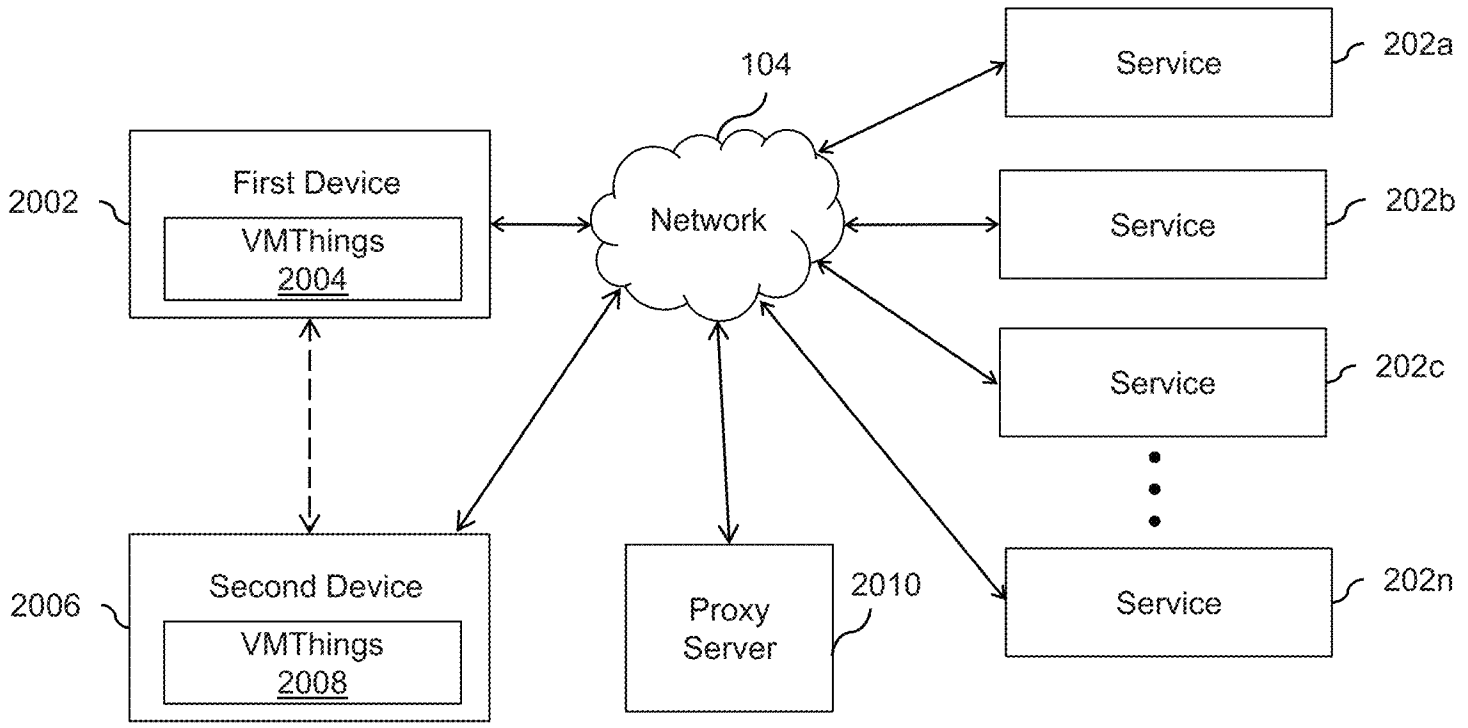 104
Service
202a
First Device
2002
VMThings
2004
Network
Service
202b
Service
202c
Second Device
2006
VMThings
2008
Proxy
Server
2010
Service
202n